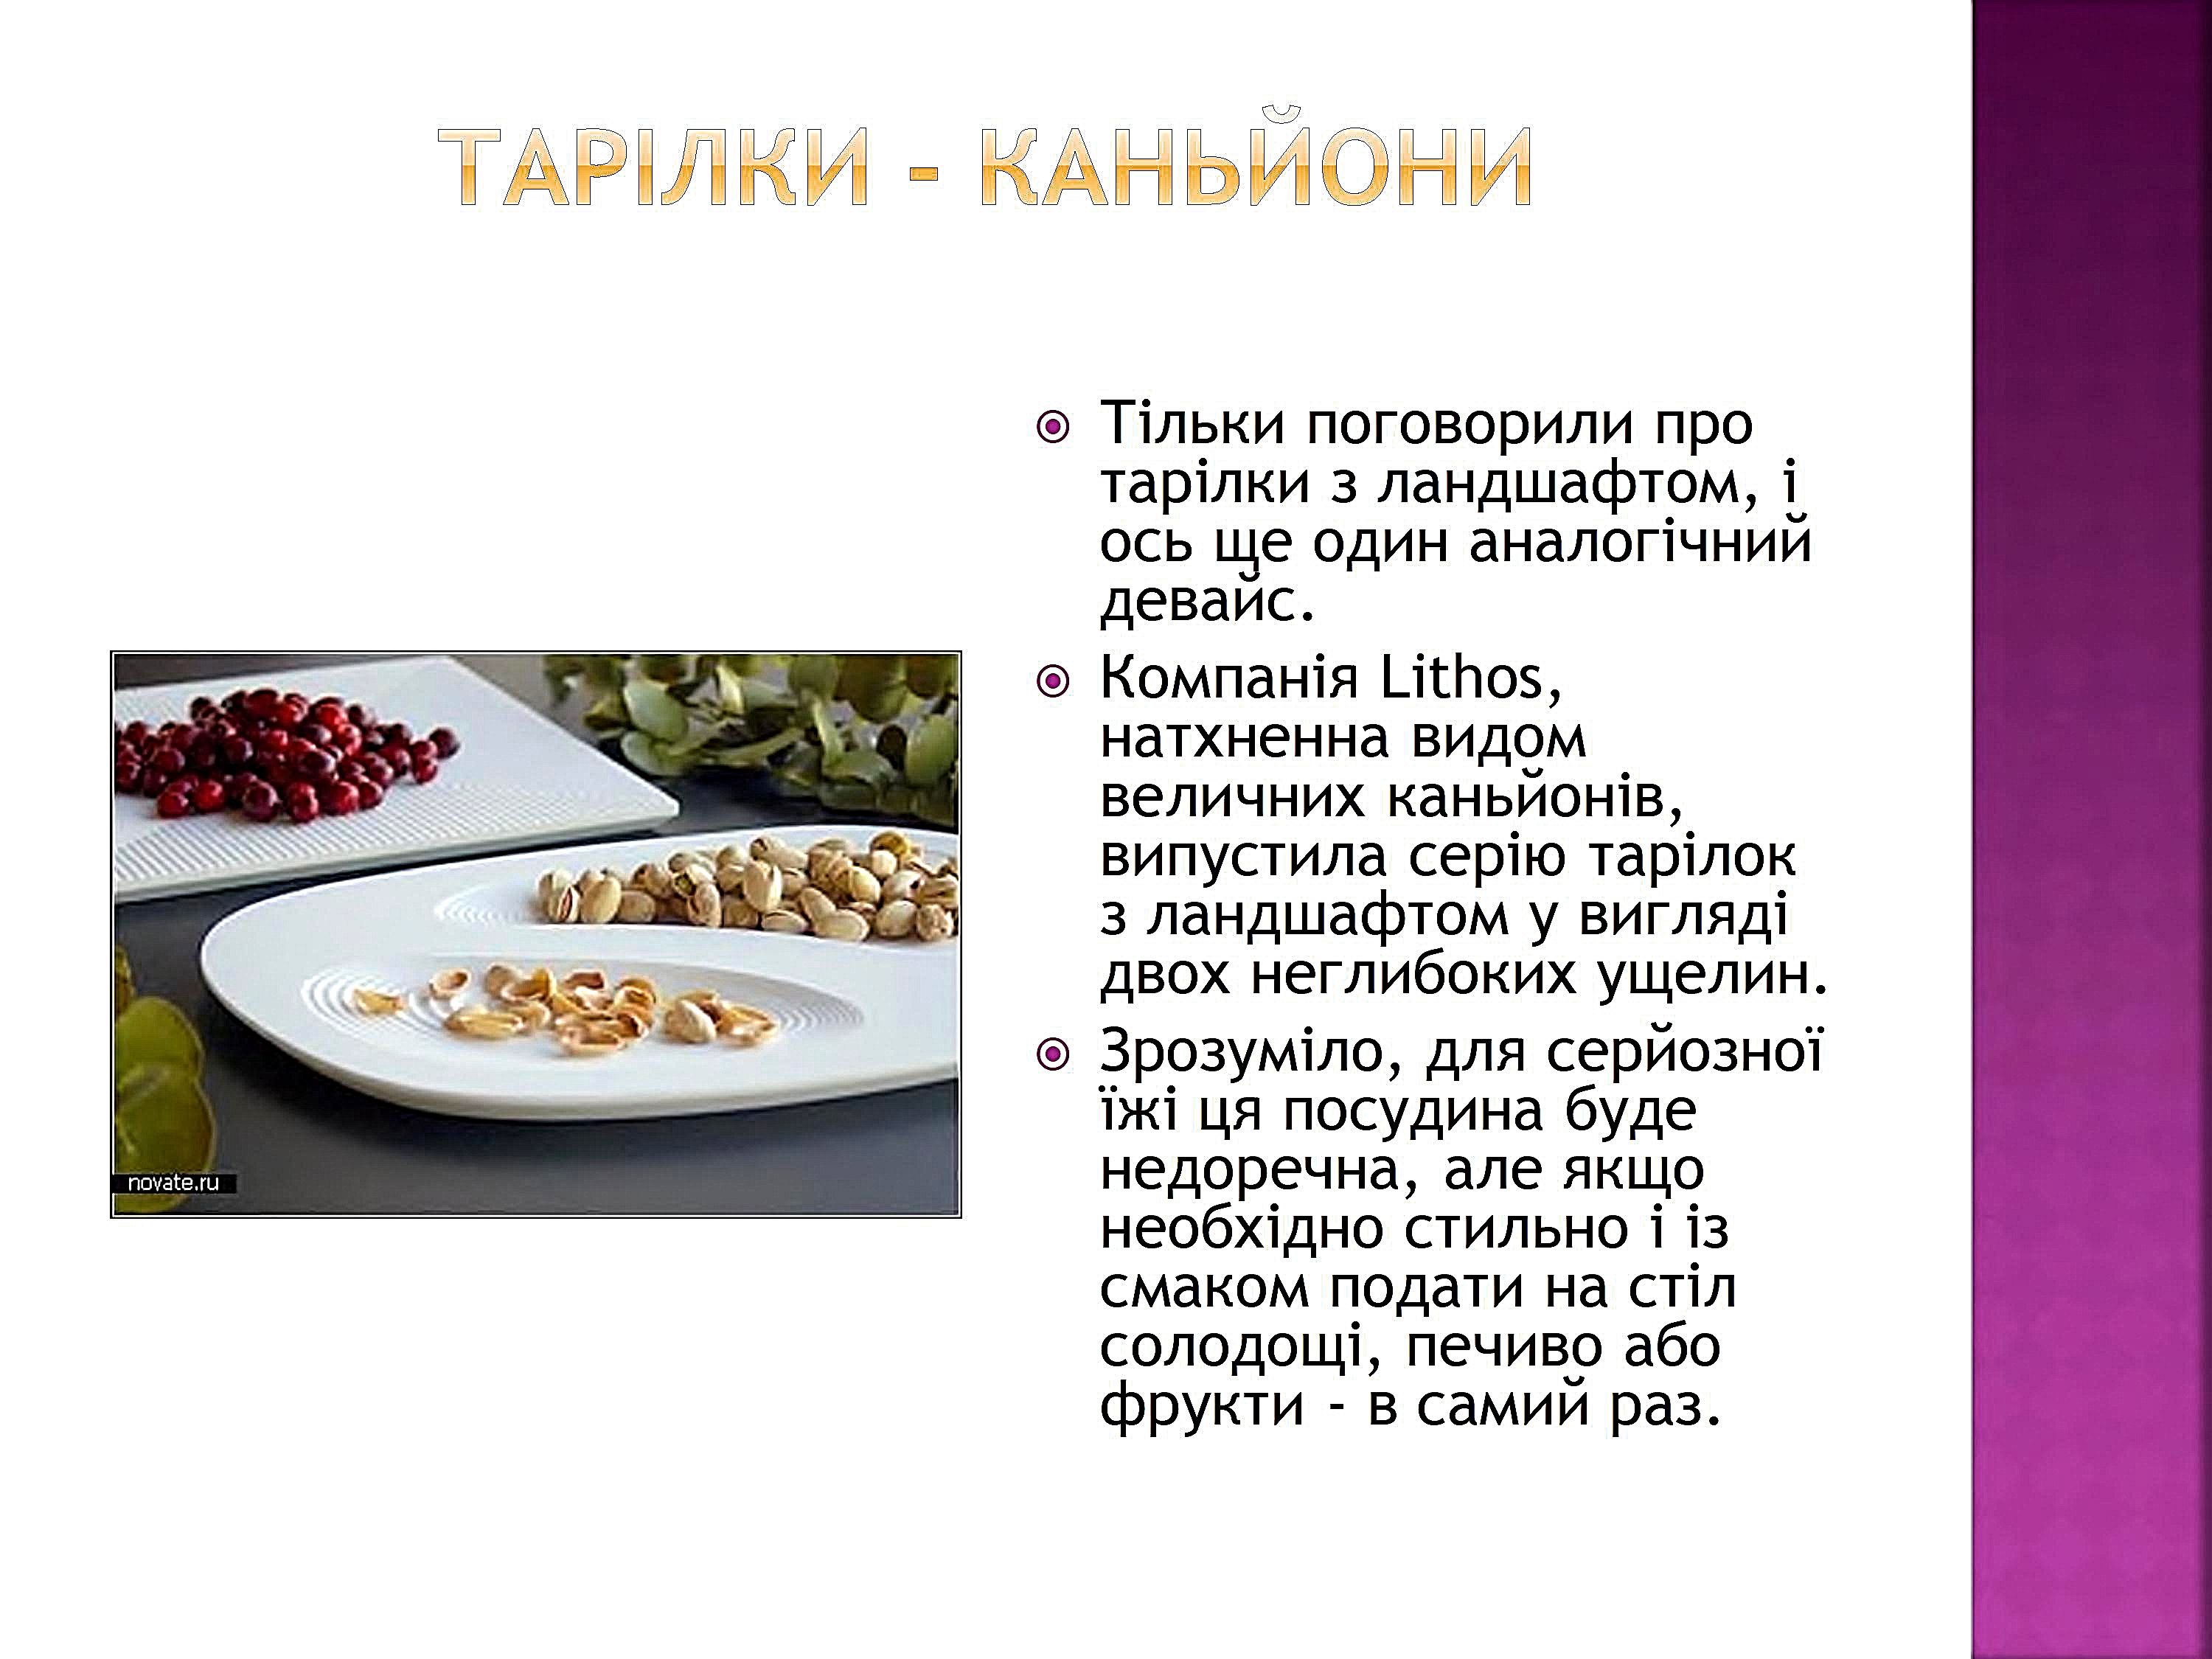 ТАРІЛКИ - КАНЬЙОНИ
Тільки поговорили про
тарілки з ландшафтом, і
ось ще один аналогічний
девайс.
Компанія Lithos,
натхненна видом
величних каньйонів,
випустила серію тарілок
з ландшафтом у вигляді
двох неглибоких ущелин.
Зрозуміло, для серйозної
їжі ця посудина буде
недоречна, але якщо
необхідно стильно і із
смаком подати на стіл
солодощі, печиво або
фрукти - в самий раз.
novate.ru